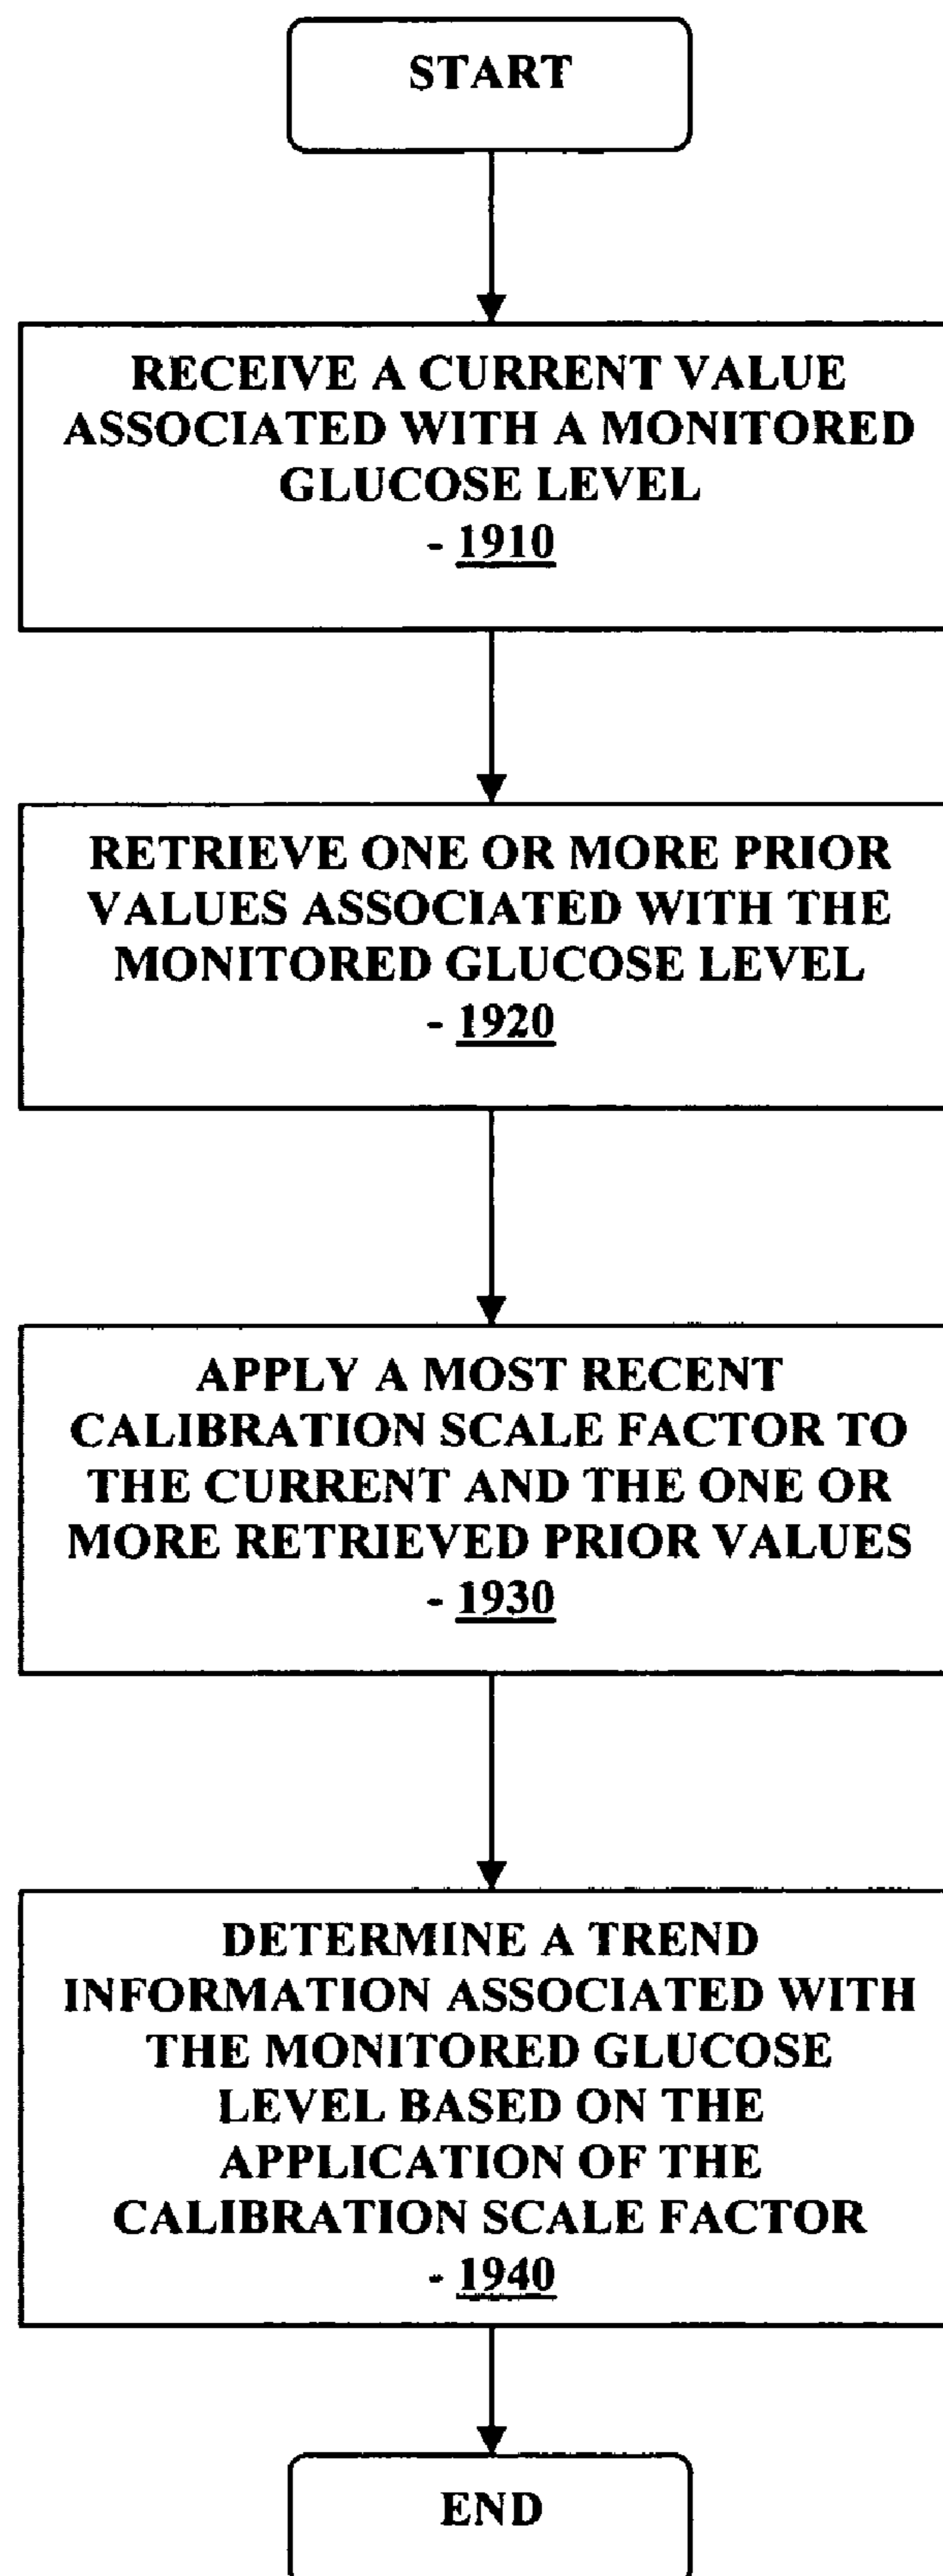 START
RECEIVE A CURRENT VALUE
ASSOCIATED WITH A MONITORED
GLUCOSE LEVEL
- 1910
RETRIEVE ONE OR MORE PRIOR
VALUES ASSOCIATED WITH THE
MONITORED GLUCOSE LEVEL
- 1920
APPLY A MOST RECENT
CALIBRATION SCALE FACTOR TO
THE CURRENT AND THE ONE OR
MORE RETRIEVED PRIOR VALUES
- 1930
DETERMINE A TREND
INFORMATION ASSOCIATED WITH
THE MONITORED GLUCOSE
LEVEL BASED ON THE
APPLICATION OF THE
CALIBRATION SCALE FACTOR
- 1940
END